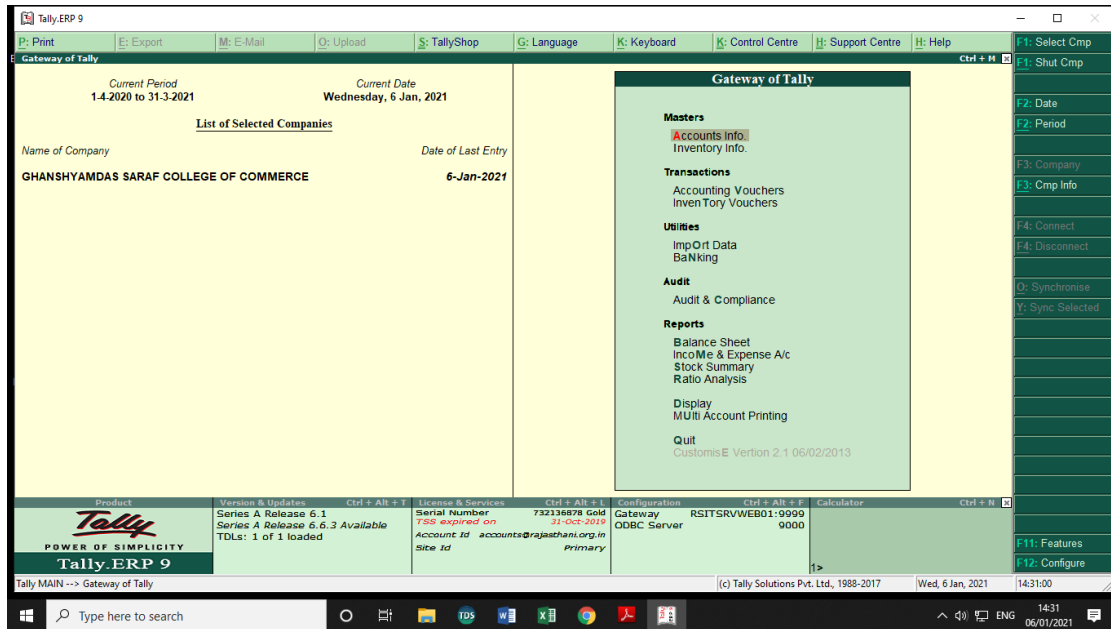 Tally.ERP 9
P: Print E: Export M: E-Mail O: Upload S: TallyShop G: Language K: Keyboard K: Control Centre H: Support Centre H: Help
Gateway of Tally Ctrl + M
Current Period Current Date
1-4-2020 to 31-3-2021 Wednesday, 6 Jan, 2021
List of Selected Companies
Name of Company Date of Last Entry
GHANSHYAMDAS SARAF COLLEGE OF COMMERCE 6-Jan-2021
Gateway of Tally
Masters
Accounts Info.
Inventory Info.
Transactions
Accounting Vouchers
InvenTory Vouchers
Utilities
ImpOrt Data
BaNking
Audit
Audit & Compliance
Reports
Balance Sheet
IncoMe & Expense A/c
Stock Summary
Ratio Analysis
Display
MUlti Account Printing
Quit
CustomisE Vertion 2.1 06/02/2013
F1: Select Cmp
F1: Shut Cmp
F2: Date
F2: Period
F3: Company
F3: Cmp Info
F4: Connect
F4: Disconnect
O: Synchronise
Y: Sync Selected
F11: Features
F12: Configure
Product
Tally
POWER OF SIMPLICITY
Tally.ERP 9
Version & Updates Ctrl + Alt + T
Series A Release 6.1
Series A Release 6.6.3 Available
TDLs: 1 of 1 loaded
License & Services Ctrl + Alt + L
Serial Number 732136878 Gold
TSS expired on 31-Oct-2019
Account Id accounts@rajasthani.org.in
Site Id Primary
Configuration Ctrl + Alt + F
Gateway RSITSRVWEB01:9999
ODBC Server 9000
Calculator Ctrl + N
1>
Tally MAIN --> Gateway of Tally (c) Tally Solutions Pvt. Ltd., 1988-2017 Wed, 6 Jan, 2021 14:31:00
Type here to search
TDS
ENG
14:31
06/01/2021